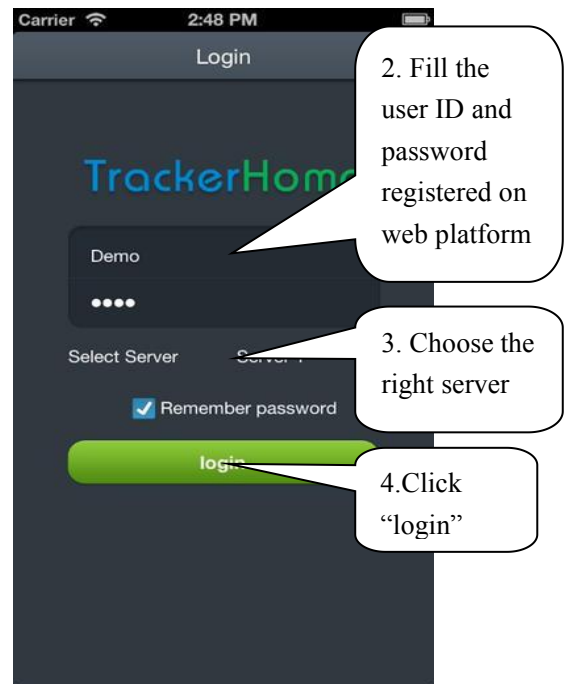 Carrier 2:48 PM
Login
2. Fill the
user ID and
password
registered on
web platform
TrackerHome
Demo
••••
3. Choose the
right server
Select Server
Remember password
login
4.Click
“login”